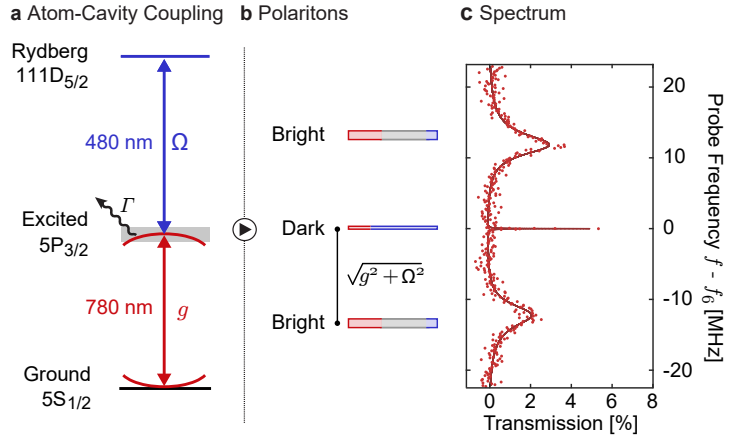 a Atom-Cavity Coupling
Rydberg
111D5/2
480 nm
Ω
Γ
Excited
5P3/2
780 nm
g
Ground
5S1/2
b Polaritons
Bright
Dark
√g² + Ω²
Bright
c Spectrum
20
10
0
-10
-20
Probe Frequency f - f6 [MHz]
0
2
4
6
8
Transmission [%]